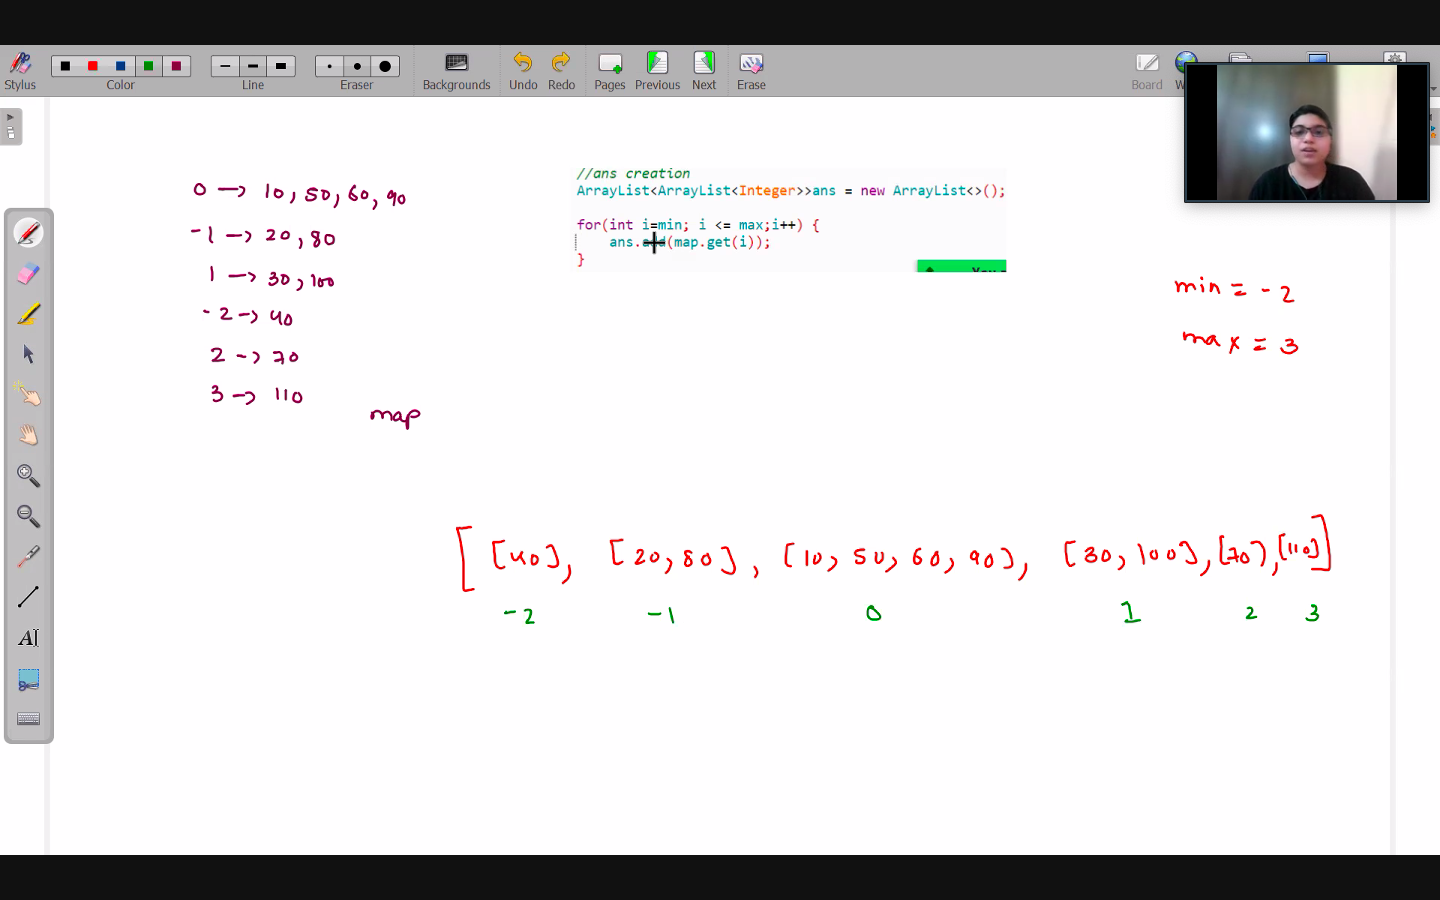 Stylus
Color
Line
Eraser
Backgrounds
Undo
Redo
Pages
Previous
Next
Erase
Board
0 -> 10, 50, 60, 90
-1 -> 20, 80
1 -> 30, 100
-2 -> 40
2 -> 70
3 -> 110
map
//ans creation
ArrayList<ArrayList<Integer>>ans = new ArrayList<>();
for(int i=min; i <= max;i++) {
ans.add(map.get(i));
}
min = -2
max = 3
[[40], [20, 80], [10, 50, 60, 90], [30, 100], [70], [110]]
-2 -1 0 1 2 3